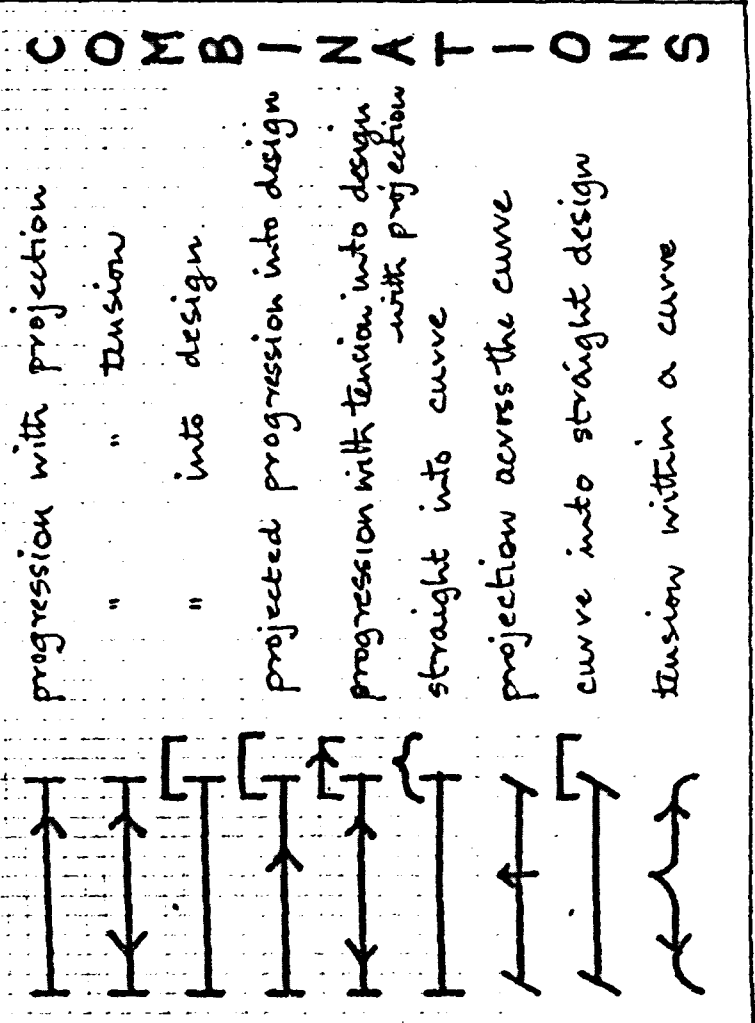 COMBINATIONS
progression with projection
" " tension
" into design
projected progression into design
progression with tension into design
with projection
straight into curve
projection across the curve
curve into straight design
tension within a curve